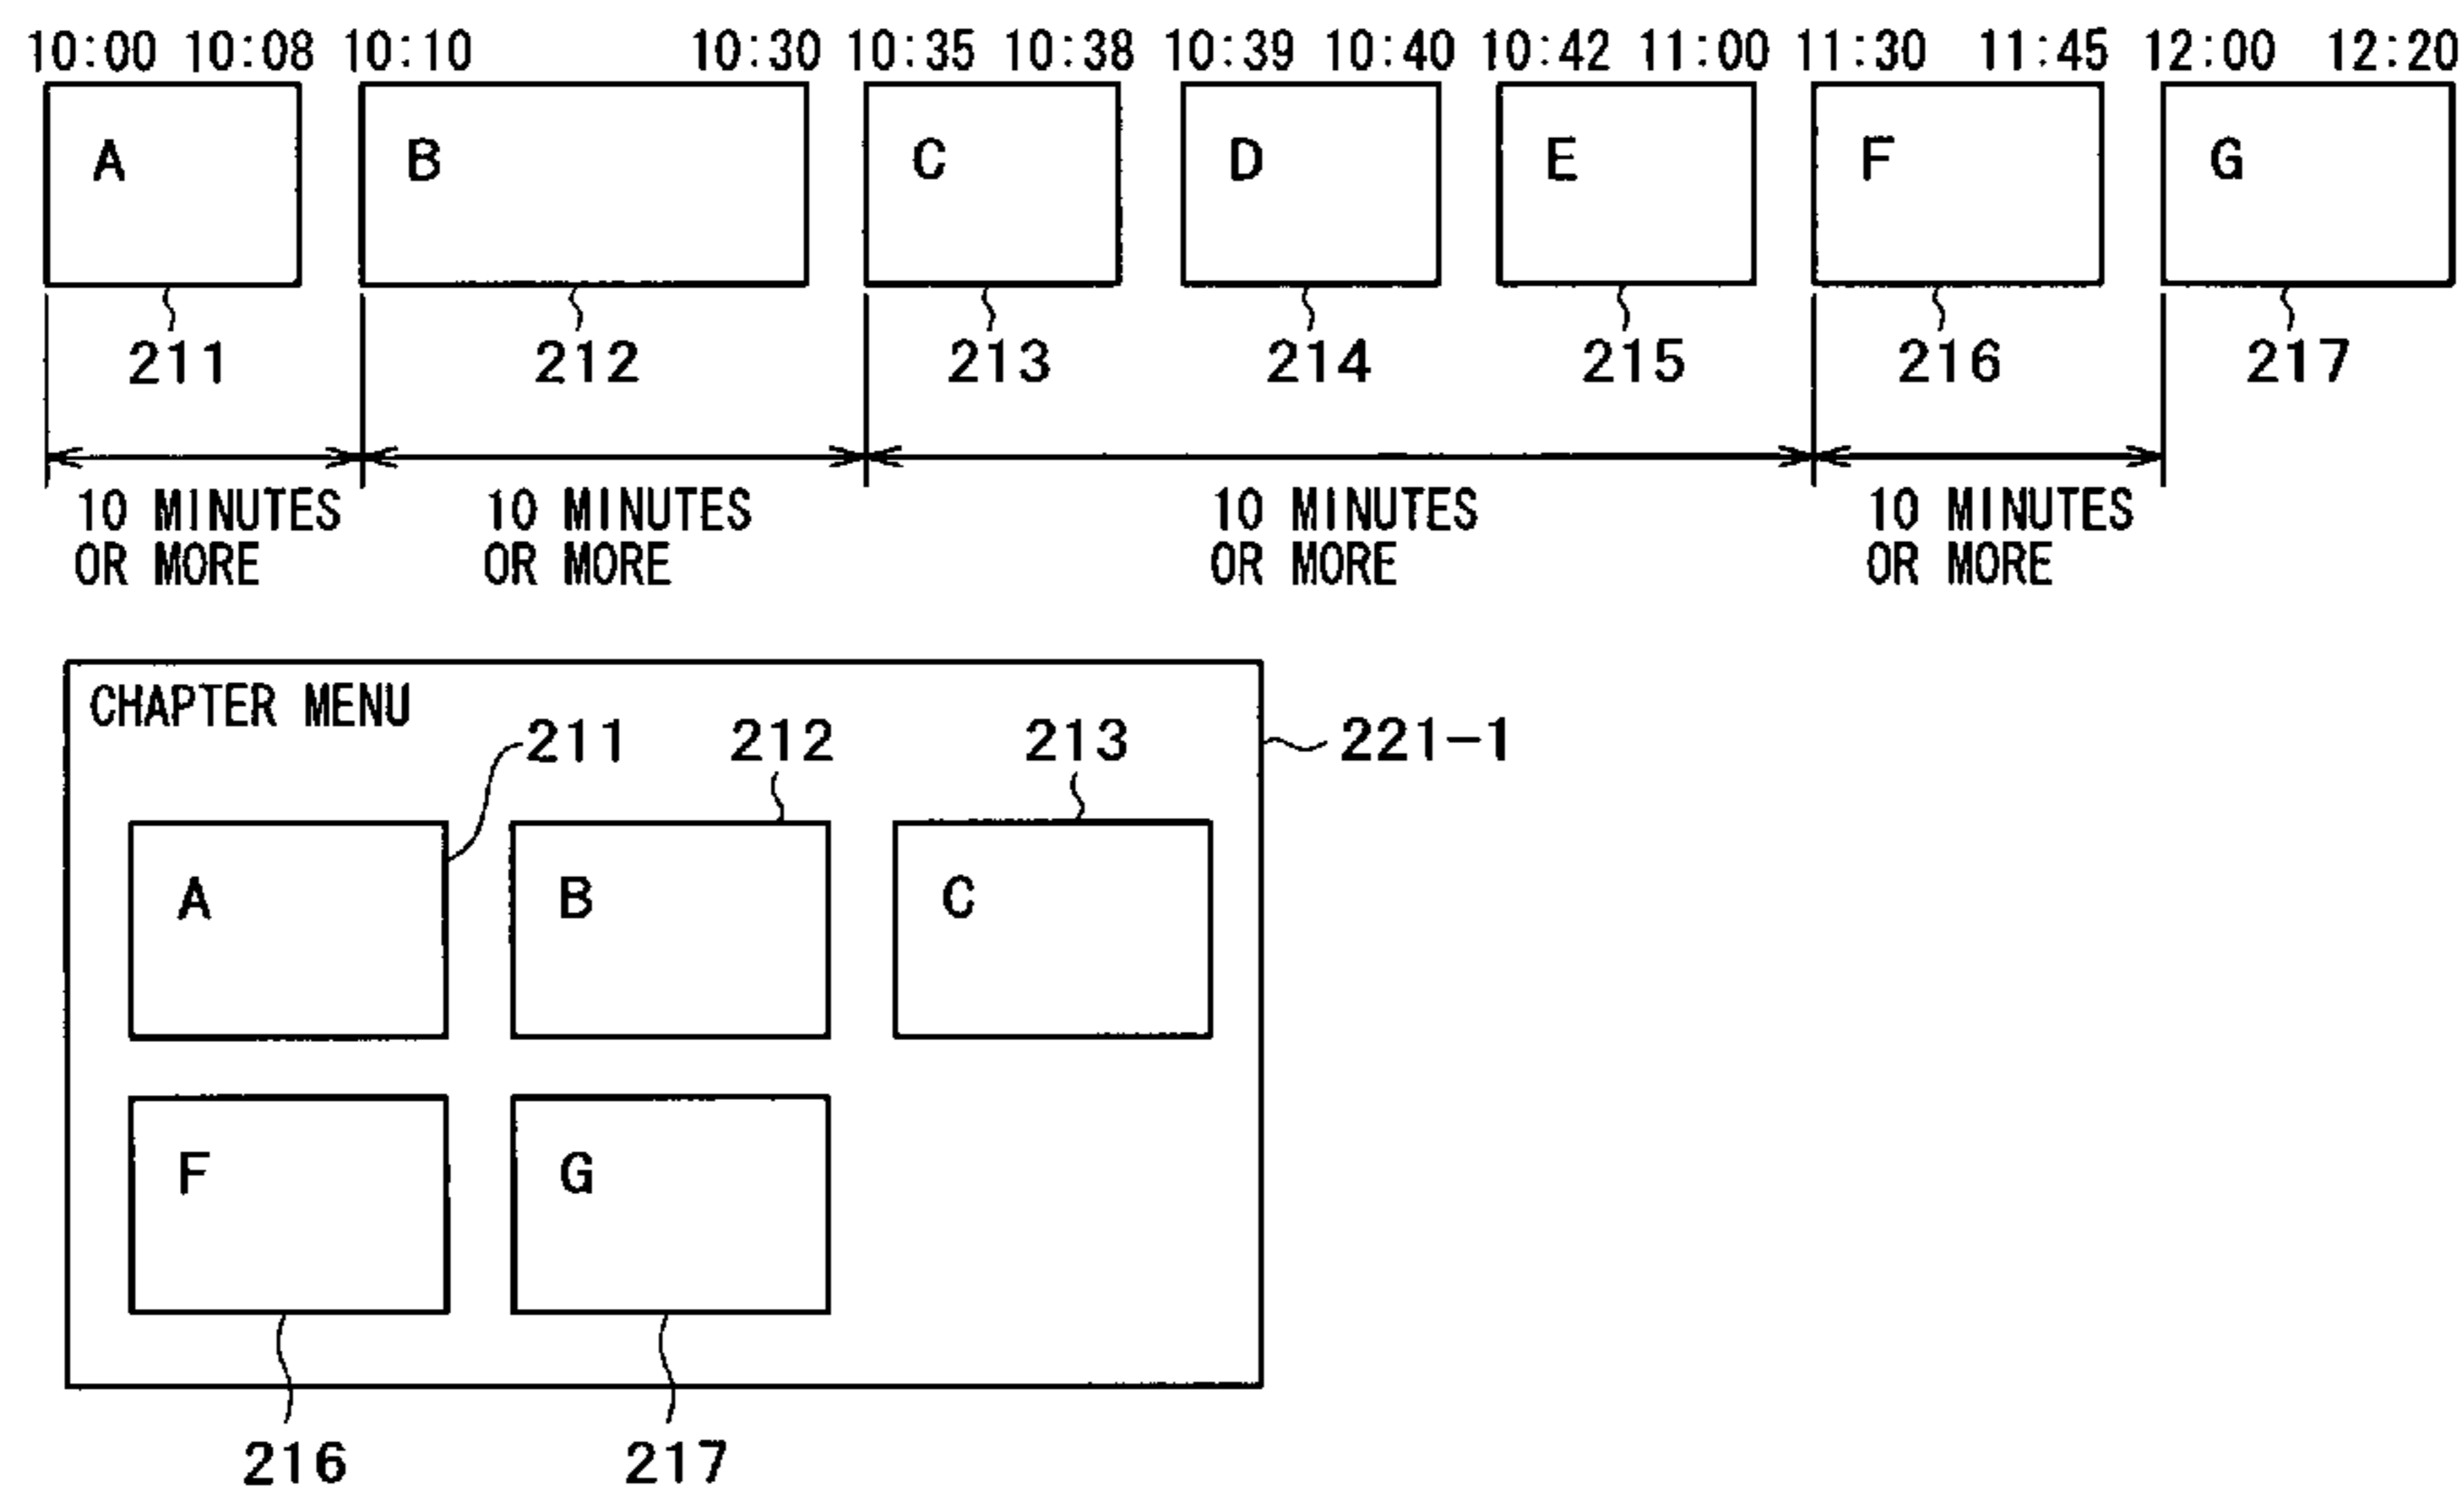 10:00 10:08 10:10 10:30 10:35 10:38 10:39 10:40 10:42 11:00 11:30 11:45 12:00 12:20
A B C D E F G
211 212 213 214 215 216 217
10 MINUTES 10 MINUTES 10 MINUTES 10 MINUTES
OR MORE OR MORE OR MORE OR MORE
CHAPTER MENU
211 212 213 221-1
A B C
F G
216 217